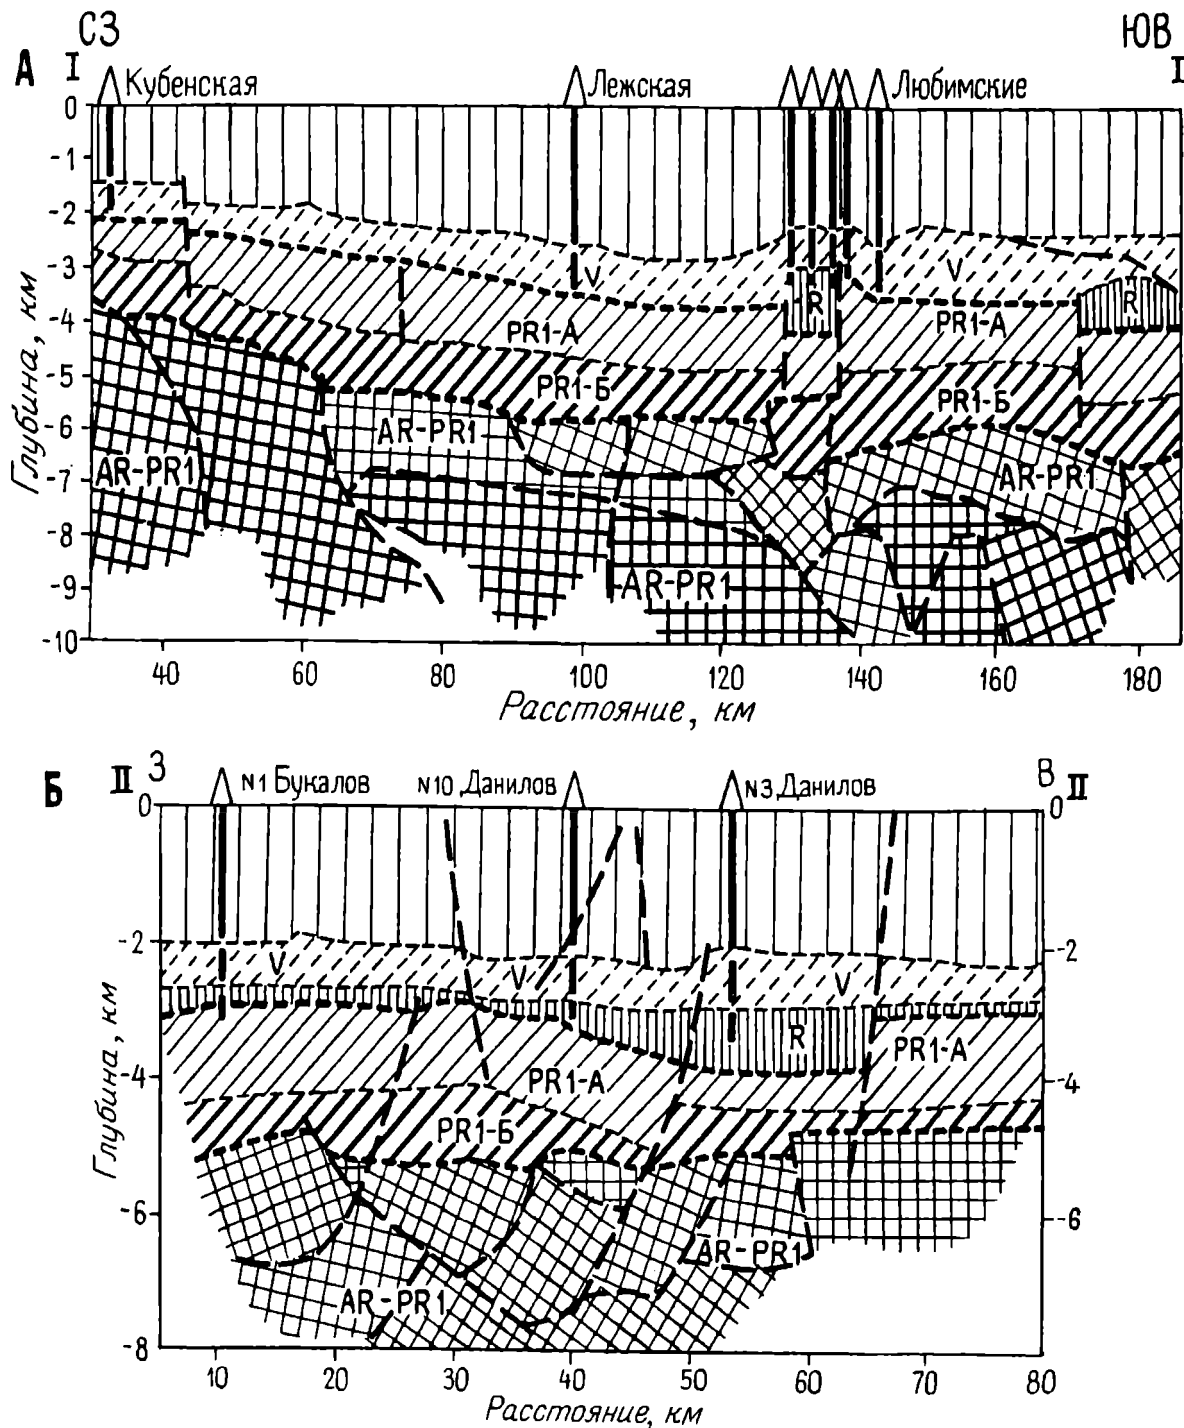 СЗ ЮВ
А I Кубенская Лежская Любимские I
0
-1
-2
-3
-4
-5
-6
-7
-8
-9
-10
Глубина, км
V V
R R
PR1-А PR1-А
PR1-Б PR1-Б
AR-PR1 AR-PR1
AR-PR1
AR-PR1
40 60 80 100 120 140 160 180
Расстояние, км
Б II З N1 Букалов N10 Данилов N3 Данилов В II
0 0
-2 -2
-4 -4
-6 -6
-8
Глубина, км
V V V
R
PR1-А PR1-А
PR1-Б
AR-PR1
AR-PR1
10 20 30 40 50 60 70 80
Расстояние, км